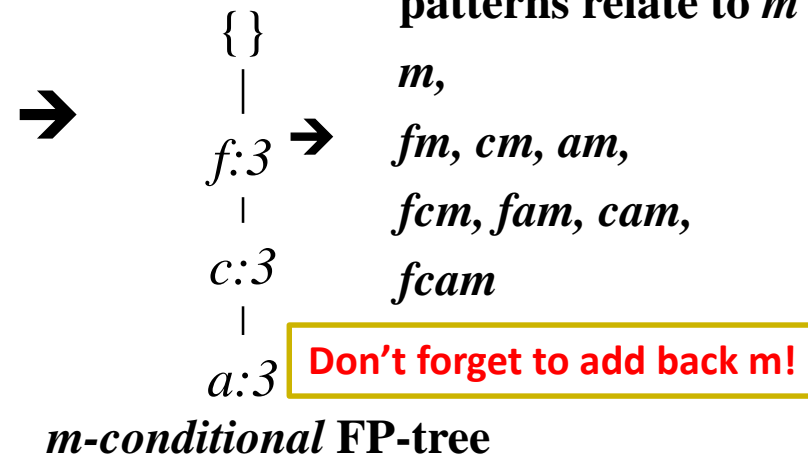 patterns relate to m
{}
m,
➔
f:3 ➔
fm, cm, am,
fcm, fam, cam,
c:3
fcam
a:3
Don’t forget to add back m!
m-conditional FP-tree